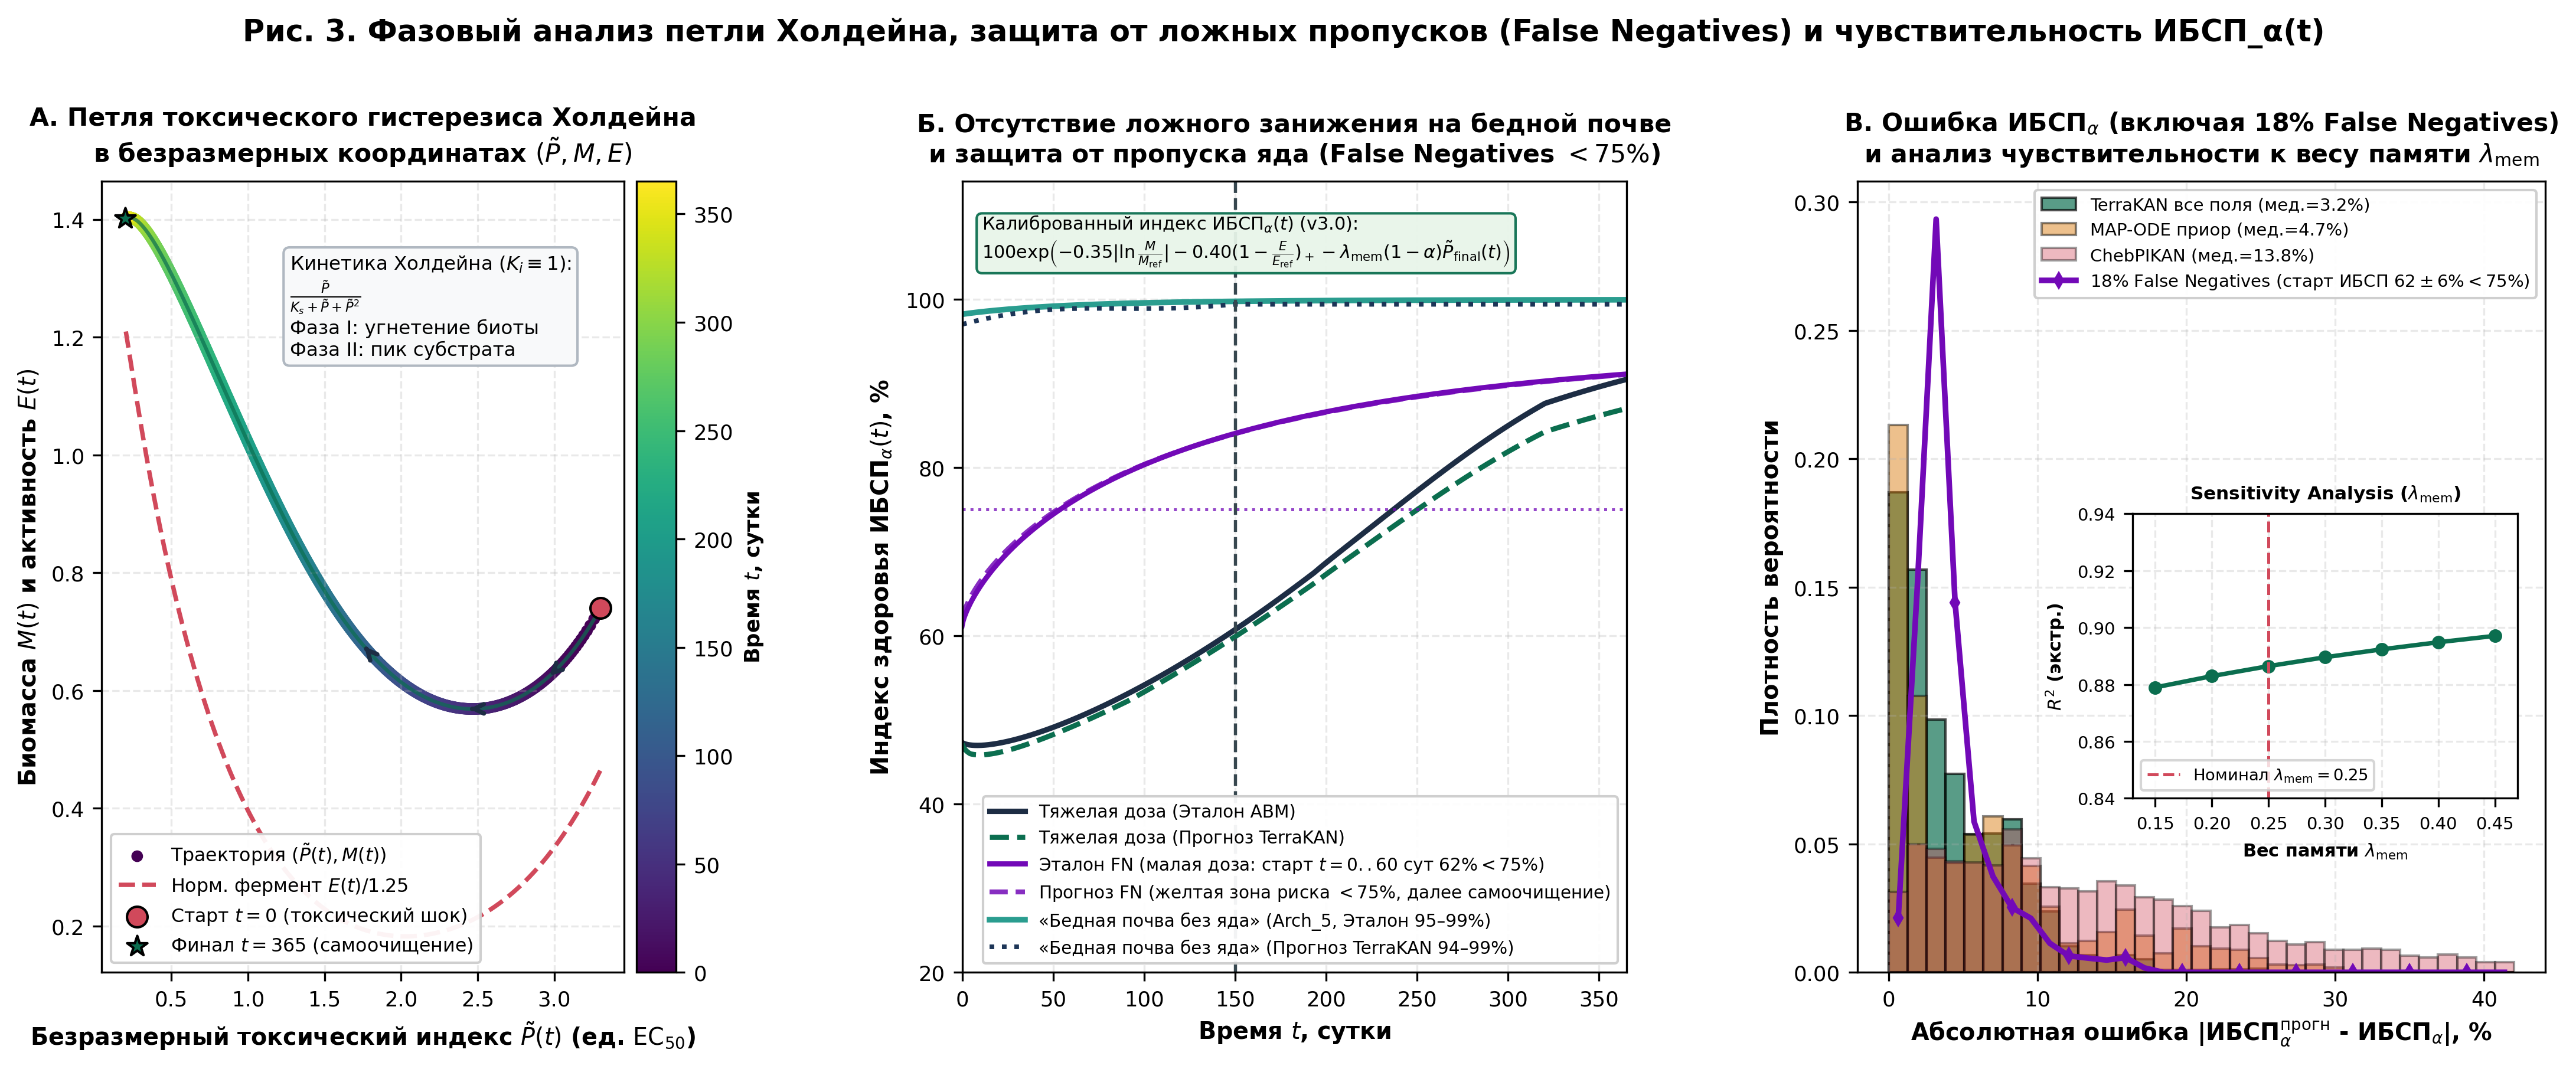 Рис. 3. Фазовый анализ петли Холдейна, защита от ложных пропусков (False Negatives) и чувствительность ИБСП_α(t)
А. Петля токсического гистерезиса Холдейна
в безразмерных координатах (P̃, M, E)
1.4
1.2
1.0
0.8
0.6
0.4
0.2
Биомасса M(t) и активность E(t)
Кинетика Холдейна (K_i ≡ 1):
P̃ / (K_s + P̃ + P̃²)
Фаза I: угнетение биоты
Фаза II: пик субстрата
Траектория (P̃(t), M(t))
Норм. фермент E(t)/1.25
Старт t = 0 (токсический шок)
Финал t = 365 (самоочищение)
0.5 1.0 1.5 2.0 2.5 3.0
Безразмерный токсический индекс P̃(t) (ед. EC₅₀)
350
300
250
200
150
100
50
0
Время t, сутки
Б. Отсутствие ложного занижения на бедной почве
и защита от пропуска яда (False Negatives < 75%)
100
80
60
40
20
Индекс здоровья ИБСП_α(t), %
Калиброванный индекс ИБСП_α(t) (v3.0):
100exp(−0.35|ln M/M_ref| − 0.40(1 − E/E_ref)₊ − λ_mem(1 − α)P̃_final(t))
Тяжелая доза (Эталон ABM)
Тяжелая доза (Прогноз TerraKAN)
Эталон FN (малая доза: старт t = 0..60 сут 62% < 75%)
Прогноз FN (желтая зона риска < 75%, далее самоочищение)
«Бедная почва без яда» (Arch_5, Эталон 95–99%)
«Бедная почва без яда» (Прогноз TerraKAN 94–99%)
0 50 100 150 200 250 300 350
Время t, сутки
В. Ошибка ИБСП_α (включая 18% False Negatives)
и анализ чувствительности к весу памяти λ_mem
0.30
0.25
0.20
0.15
0.10
0.05
0.00
Плотность вероятности
TerraKAN все поля (мед.=3.2%)
MAP-ODE приор (мед.=4.7%)
ChebPIKAN (мед.=13.8%)
18% False Negatives (старт ИБСП 62 ± 6% < 75%)
Sensitivity Analysis (λ_mem)
0.94
0.92
0.90
0.88
0.86
0.84
R² (экстр.)
Номинал λ_mem = 0.25
0.15 0.20 0.25 0.30 0.35 0.40 0.45
Вес памяти λ_mem
0 10 20 30 40
Абсолютная ошибка |ИБСП_α^прогн - ИБСП_α|, %